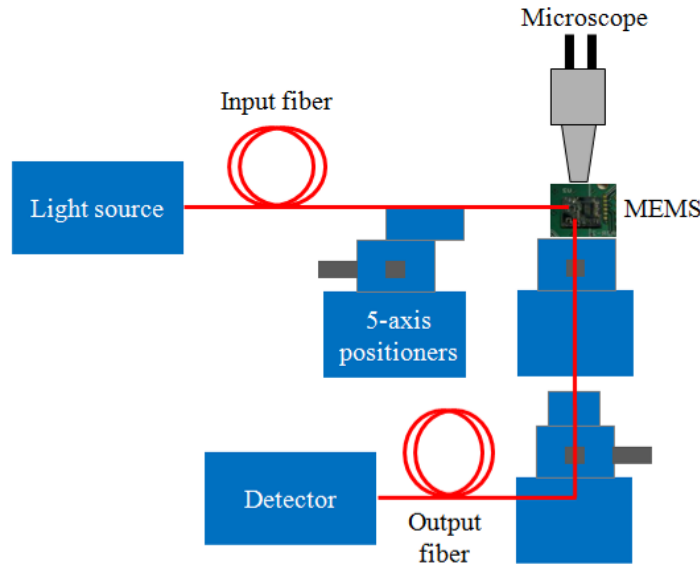 Microscope
Input fiber
Light source
MEMS
5-axis
positioners
Detector
Output
fiber